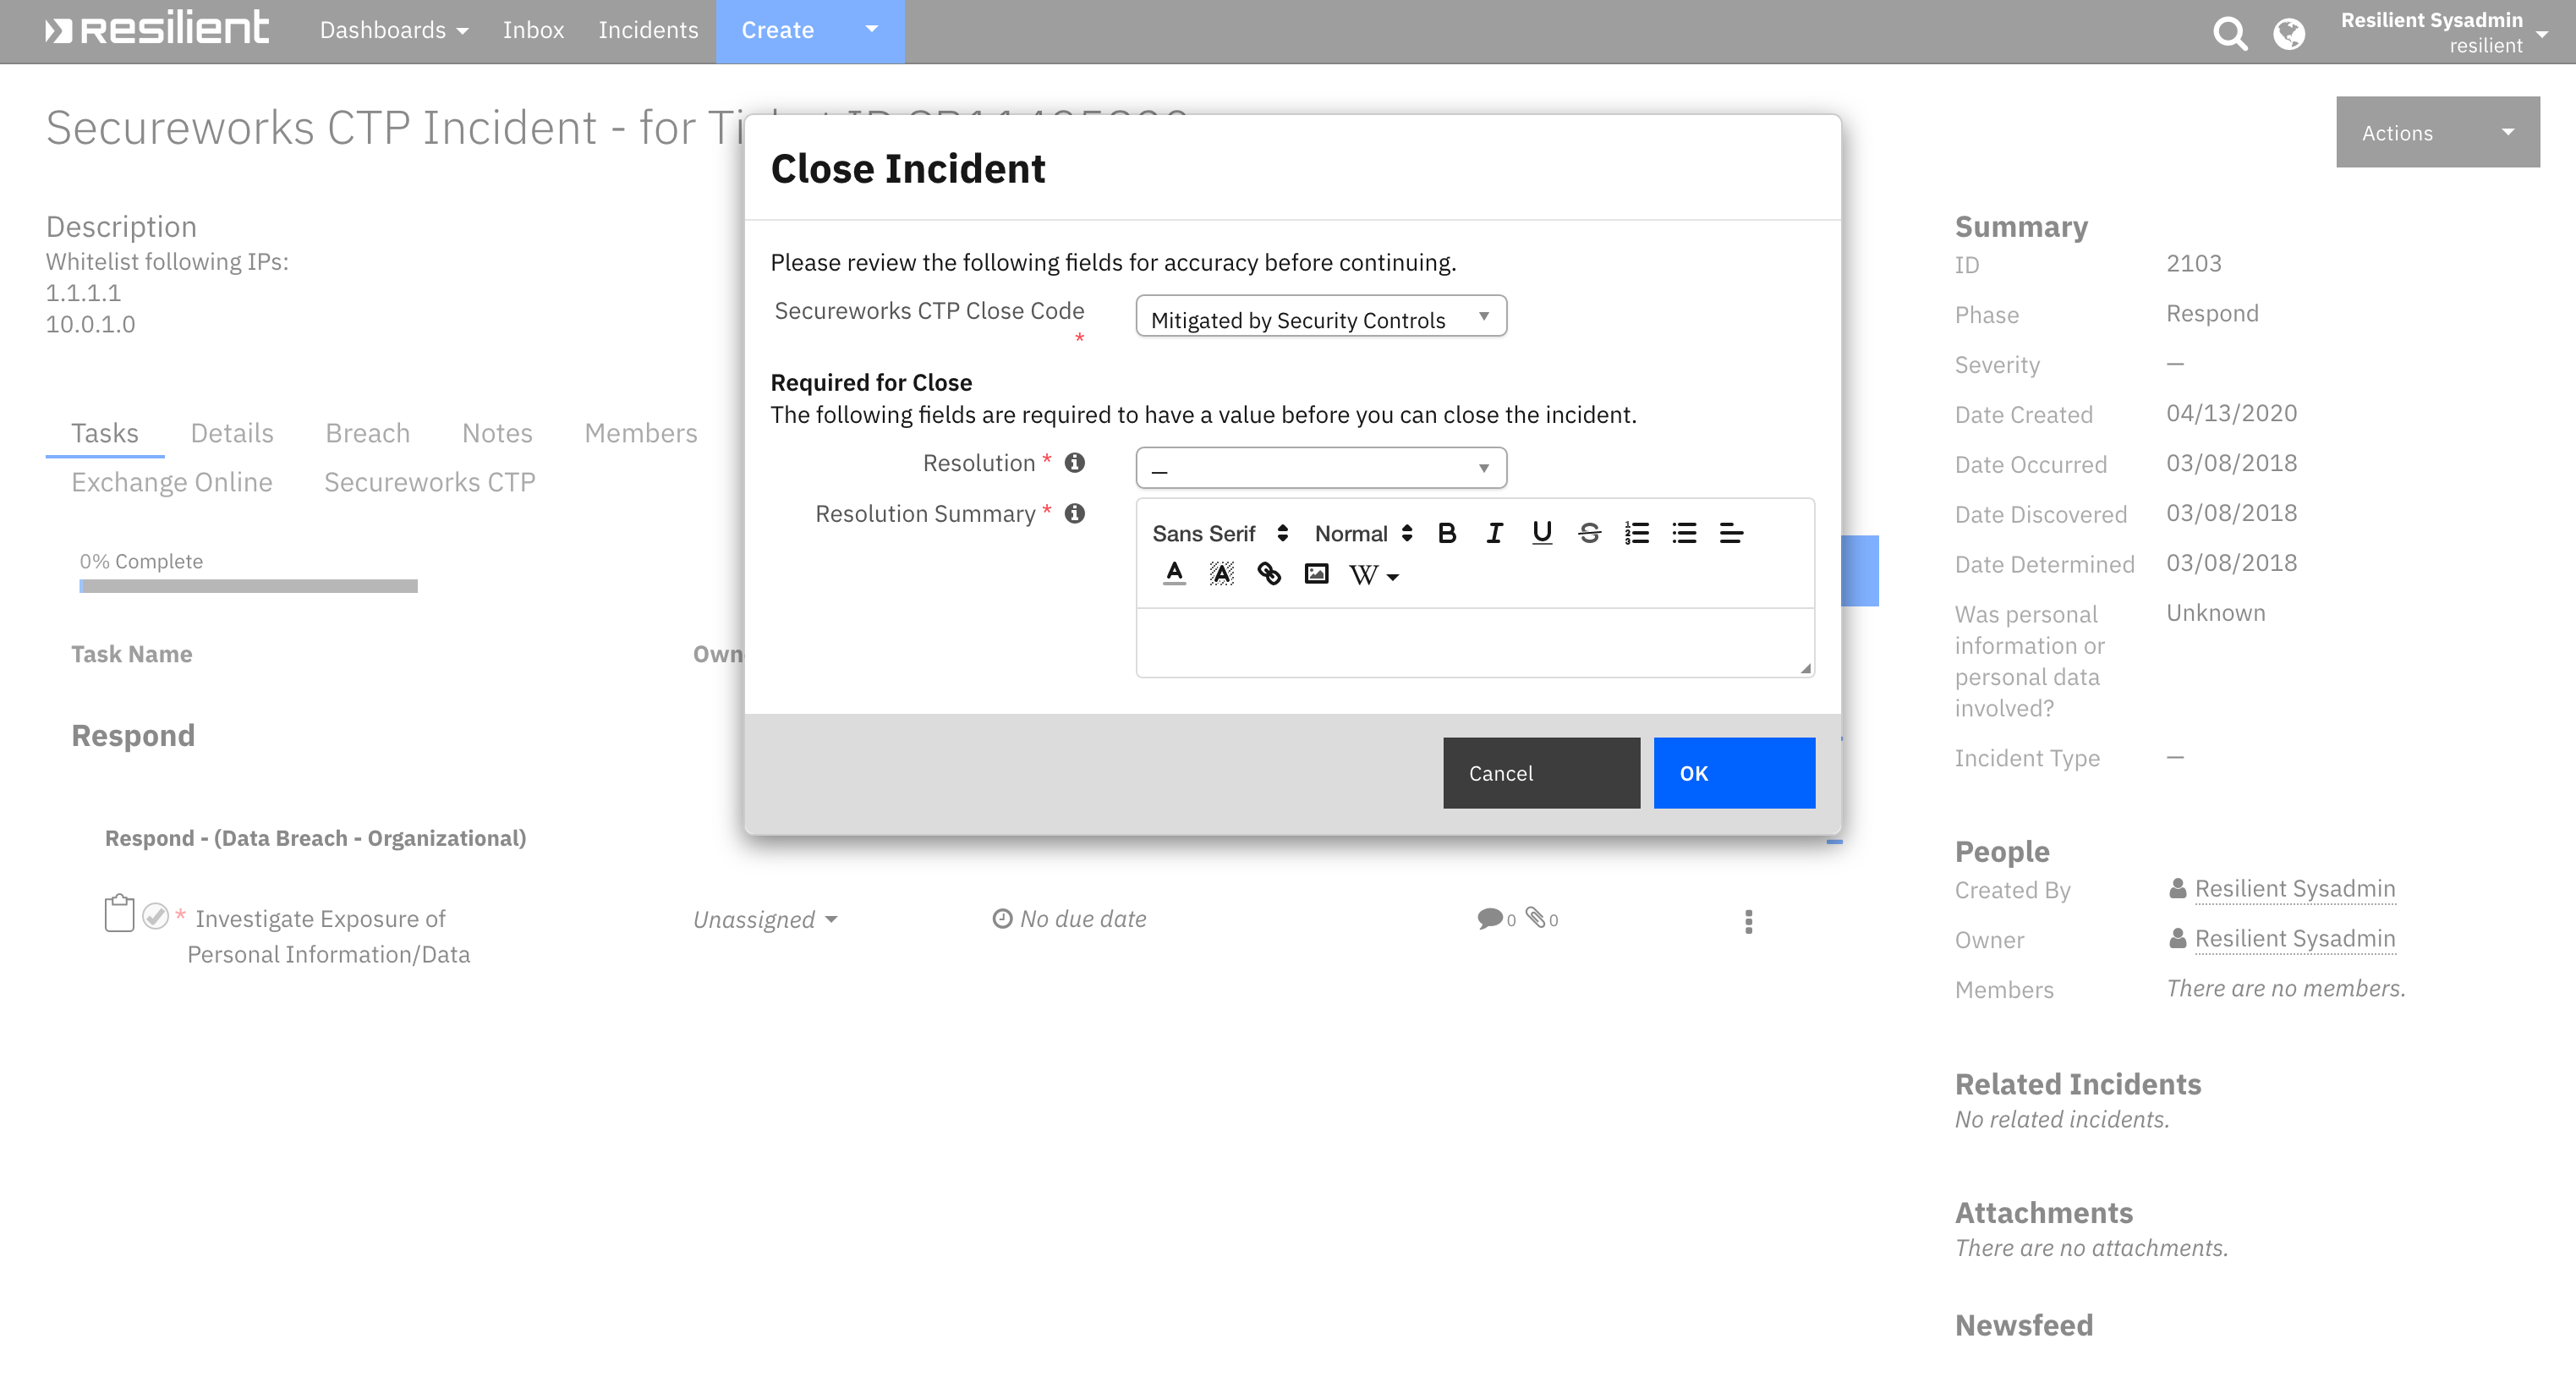 resilient
Dashboards
Inbox
Incidents
Create
Resilient Sysadmin
resilient
Secureworks CTP Incident - for
Actions
Description
Whitelist following IPs:
1.1.1.1
10.0.1.0
Tasks
Details
Breach
Notes
Members
Exchange Online
Secureworks CTP
0% Complete
Task Name
Respond
Respond - (Data Breach - Organizational)
* Investigate Exposure of
Personal Information/Data
Unassigned
No due date
0
0
Close Incident
Please review the following fields for accuracy before continuing.
Secureworks CTP Close Code
*
Mitigated by Security Controls
Required for Close
The following fields are required to have a value before you can close the incident.
Resolution *
—
Resolution Summary *
Sans Serif
Normal
B I U S
A A W
Cancel
OK
Summary
ID 2103
Phase Respond
Severity —
Date Created 04/13/2020
Date Occurred 03/08/2018
Date Discovered 03/08/2018
Date Determined 03/08/2018
Was personal Unknown
information or
personal data
involved?
Incident Type —
People
Created By Resilient Sysadmin
Owner Resilient Sysadmin
Members There are no members.
Related Incidents
No related incidents.
Attachments
There are no attachments.
Newsfeed